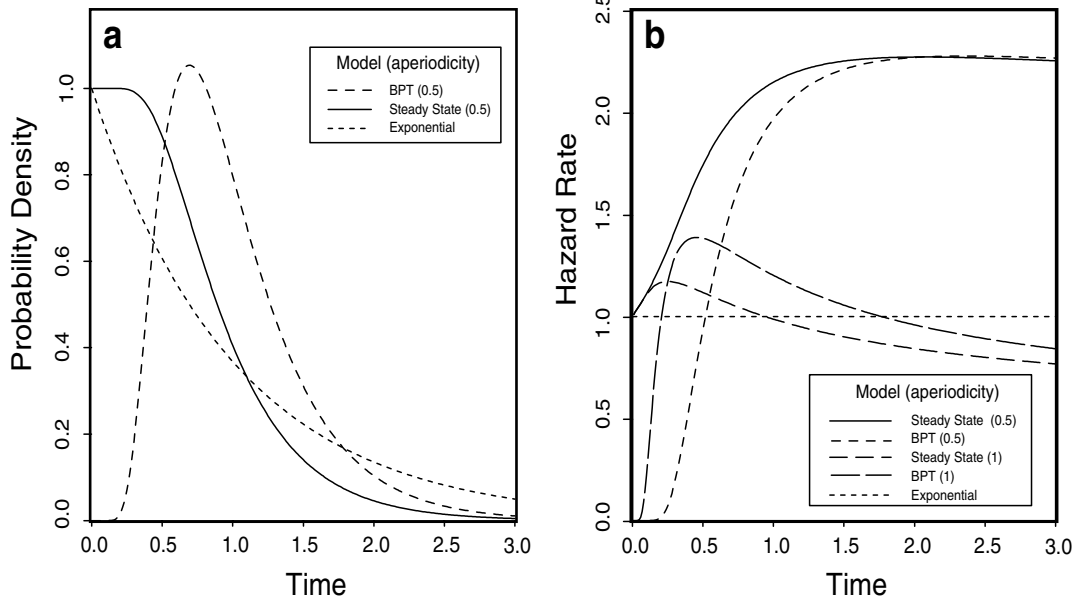 a
Model (aperiodicity)
BPT (0.5)
Steady State (0.5)
Exponential
Probability Density
1.0
0.8
0.6
0.4
0.2
0.0
0.0 0.5 1.0 1.5 2.0 2.5 3.0
Time
b
Hazard Rate
2.5
2.0
1.5
1.0
0.5
0.0
Model (aperiodicity)
Steady State (0.5)
BPT (0.5)
Steady State (1)
BPT (1)
Exponential
0.0 0.5 1.0 1.5 2.0 2.5 3.0
Time